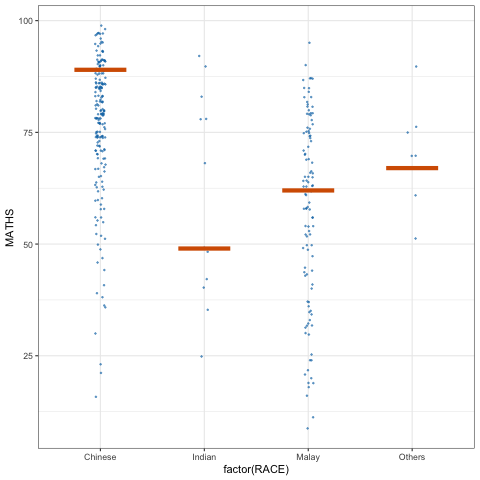 100
75
50
25
MATHS
Chinese
Indian
Malay
Others
factor(RACE)